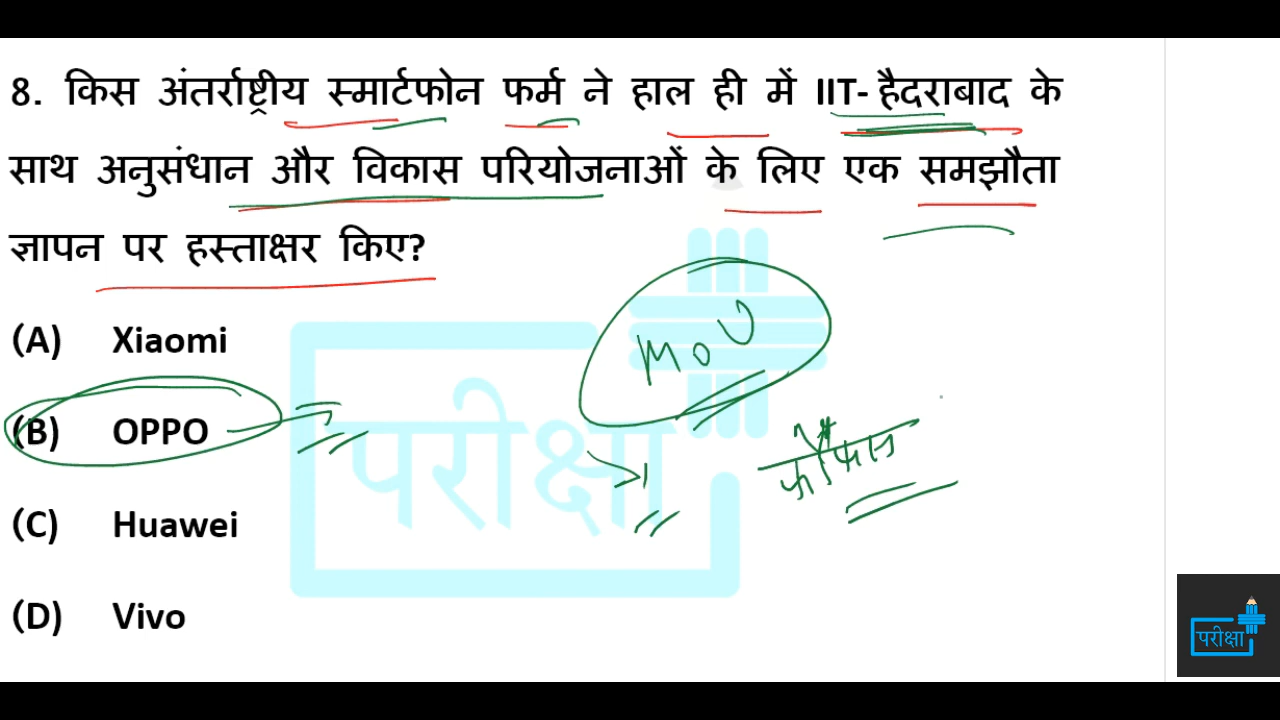 8. किस अंतर्राष्ट्रीय स्मार्टफोन फर्म ने हाल ही में IIT- हैदराबाद के
साथ अनुसंधान और विकास परियोजनाओं के लिए एक समझौता
ज्ञापन पर हस्ताक्षर किए?
(A) Xiaomi
MoU
(B) OPPO
परीक्षा
(C) Huawei
(D) Vivo
परीक्षा